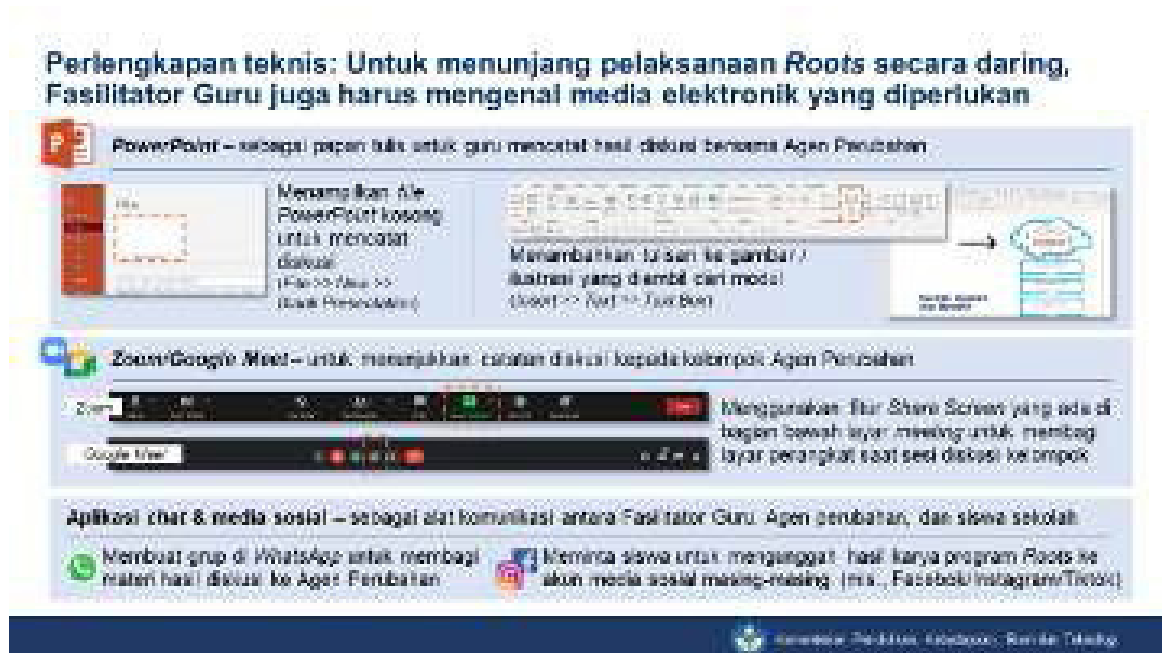 Perlengkapan teknis: Untuk menunjang pelaksanaan Roots secara daring,
Fasilitator Guru juga harus mengenal media elektronik yang diperlukan
PowerPoint – sebagai papan tulis untuk guru mencatat hasil diskusi bersama Agen Perubahan
Menampilkan file
PowerPoint kosong
untuk mencatat
diskusi
(File >> New >>
Blank Presentation)
Menambahkan tulisan ke gambar /
ilustrasi yang diambil dari modul
(Insert >> Text >> Text Box)
Zoom/Google Meet – untuk menunjukkan catatan diskusi kepada kelompok Agen Perubahan
Zoom
Google Meet
Menggunakan fitur Share Screen yang ada di
bagian bawah layar meeting untuk membagi
layar perangkat saat sesi diskusi kelompok
Aplikasi chat & media sosial – sebagai alat komunikasi antara Fasilitator Guru, Agen perubahan, dan siswa sekolah
Membuat grup di WhatsApp untuk membagi
materi hasil diskusi ke Agen Perubahan
Meminta siswa untuk mengunggah hasil karya program Roots ke
akun media sosial masing-masing (mis., Facebook/Instagram/Tiktok)
Kementerian Pendidikan, Kebudayaan, Riset dan Teknologi